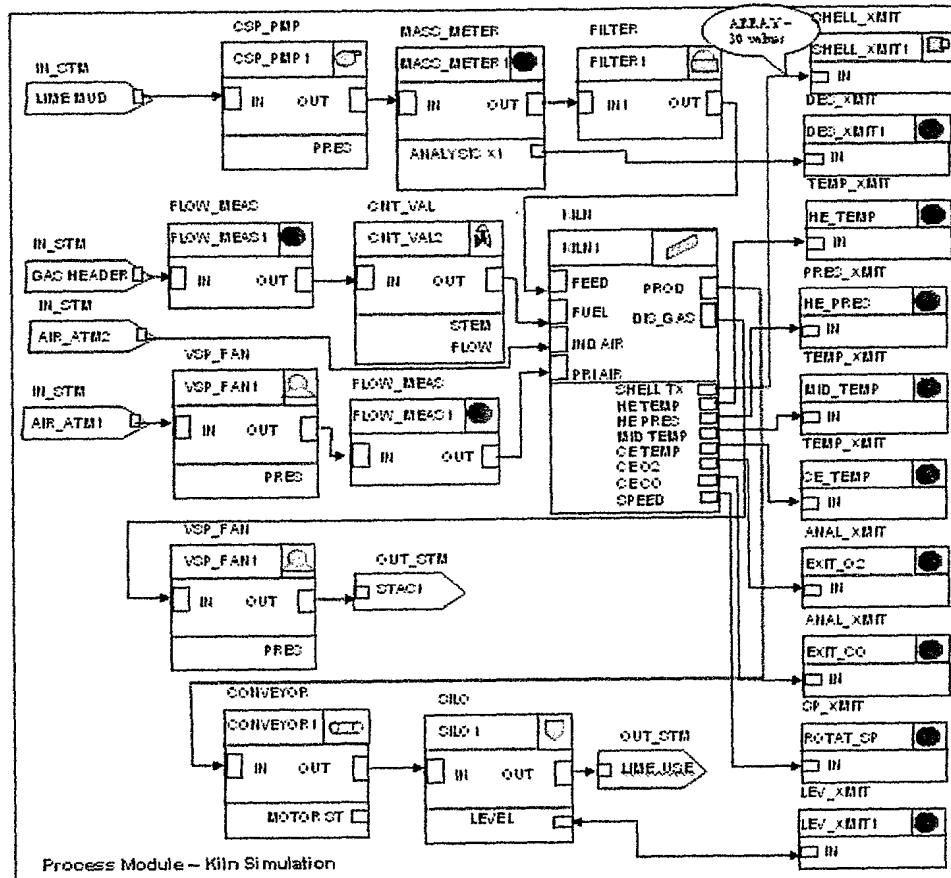 CSP_PMP
CSP_PMP1
IN OUT
PRES
MASS_METER
MASS_METER1
IN OUT
ANALYSIS X1
FILTER
FILTER1
IN1 OUT
ARRAY –
30 values
SHELL_XMIT
SHELL_XMIT1
IN
IN_STM
LIME MUD
DES_XMIT
DES_XMIT1
IN
TEMP_XMIT
HE_TEMP
IN
FLOW_MEAS
FLOW_MEAS1
IN OUT
CNT_VAL
CNT_VAL2
IN OUT
STEM
FLOW
KILN
KILN1
FEED
FUEL
IND AIR
PRI AIR
PROD
DIS_GAS
SHELL TX
HE TEMP
HE PRES
MID TEMP
CE TEMP
CE O2
CE CO
SPEED
IN_STM
GAS HEADER
IN_STM
AIR_ATM2
PRES_XMIT
HE_PRES
IN
VSP_FAN
VSP_FAN1
IN OUT
PRES
FLOW_MEAS
FLOW_MEAS1
IN OUT
IN_STM
AIR_ATM1
TEMP_XMIT
MID_TEMP
IN
TEMP_XMIT
CE_TEMP
IN
VSP_FAN
VSP_FAN1
IN OUT
PRES
OUT_STM
STAC1
ANAL_XMIT
EXIT_O2
IN
ANAL_XMIT
EXIT_CO
IN
CONVEYOR
CONVEYOR1
IN OUT
MOTOR ST
SILO
SILO1
IN OUT
LEVEL
OUT_STM
LIME_USE
SP_XMIT
ROTAT_SP
IN
LEV_XMIT
LEV_XMIT1
IN
Process Module – Kiln Simulation